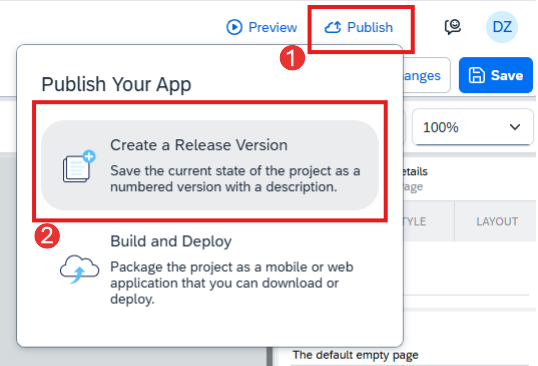 Preview
Publish
DZ
1
Publish Your App
anges
Save
Create a Release Version
Save the current state of the project as a
numbered version with a description.
100%
etails
age
2
Build and Deploy
Package the project as a mobile or web
application that you can download or
deploy.
TYLE
LAYOUT
The default empty page